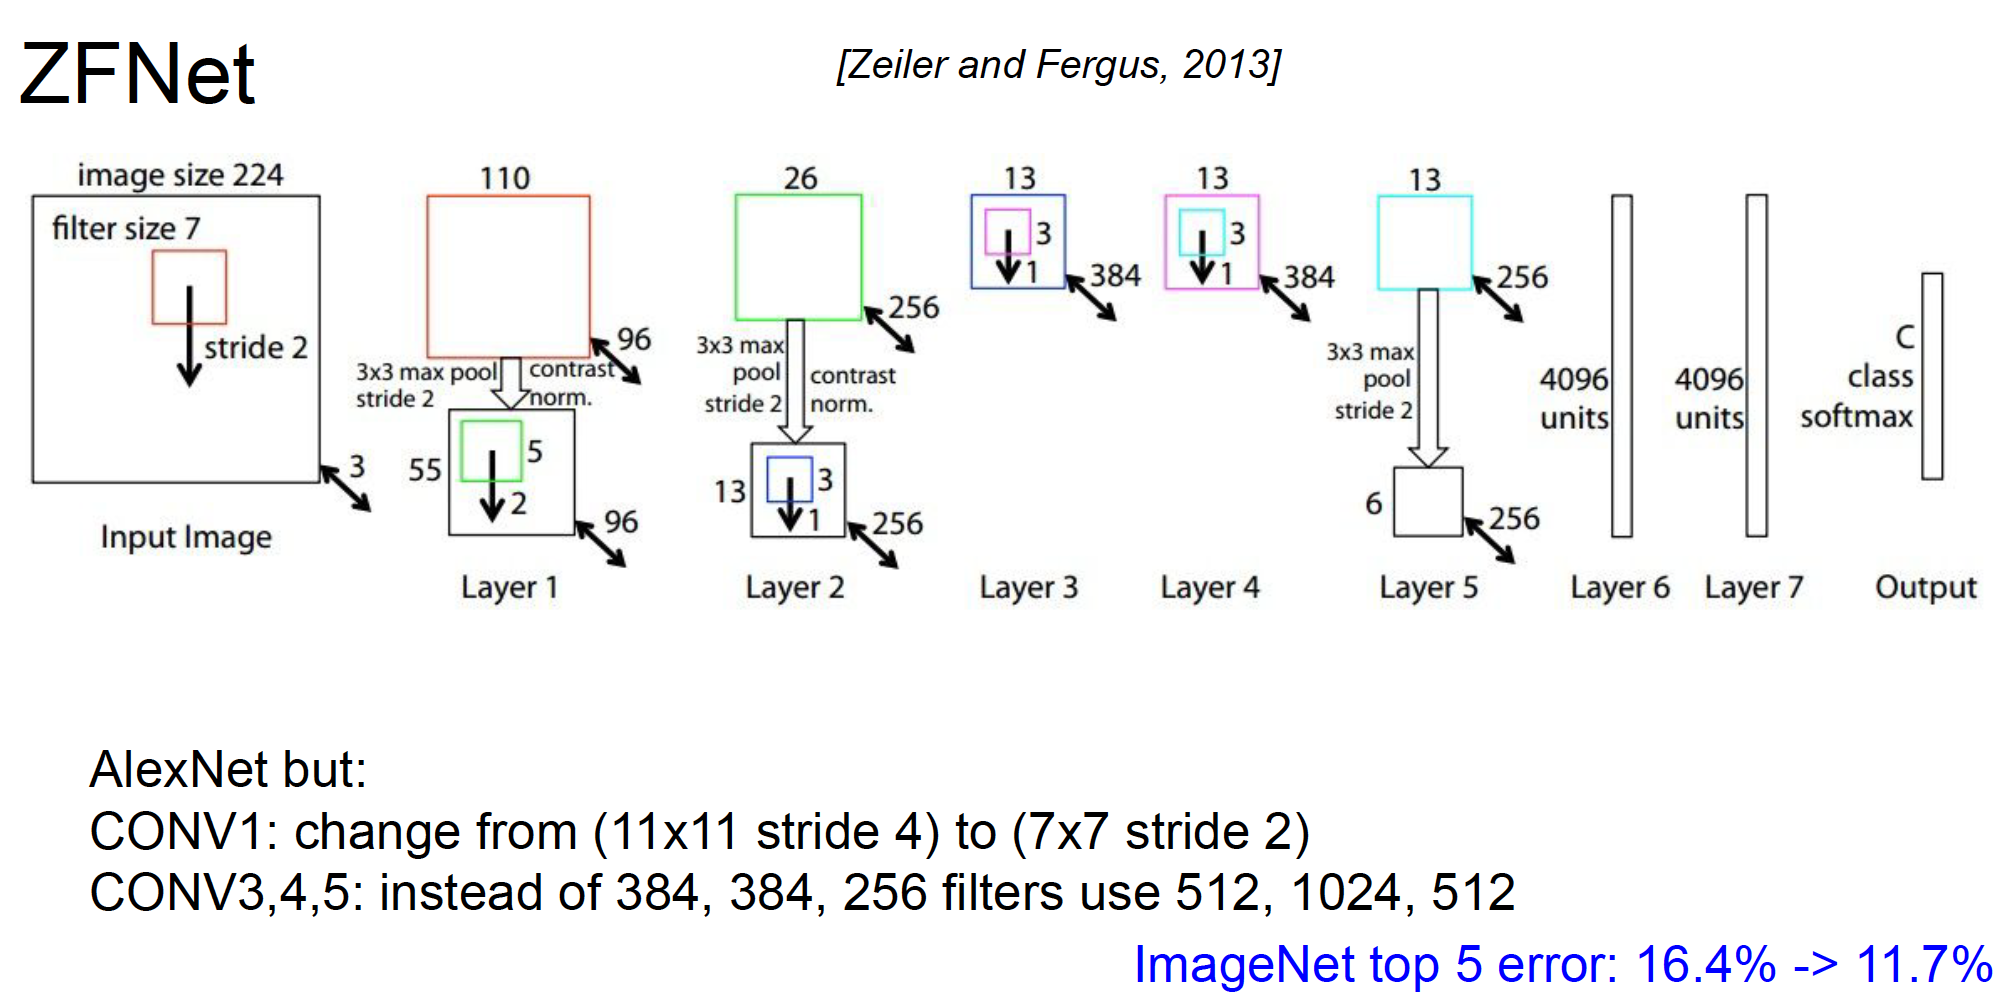 ZFNet
[Zeiler and Fergus, 2013]
image size 224
filter size 7
stride 2
3
Input Image
110
96
3x3 max pool
stride 2
contrast
norm.
55
5
2
96
Layer 1
26
256
3x3 max
pool
stride 2
contrast
norm.
13
3
1
256
Layer 2
13
3
1
384
Layer 3
13
3
1
384
Layer 4
13
256
3x3 max
pool
stride 2
6
256
Layer 5
4096
units
Layer 6
4096
units
Layer 7
C
class
softmax
Output
AlexNet but:
CONV1: change from (11x11 stride 4) to (7x7 stride 2)
CONV3,4,5: instead of 384, 384, 256 filters use 512, 1024, 512
ImageNet top 5 error: 16.4% -> 11.7%